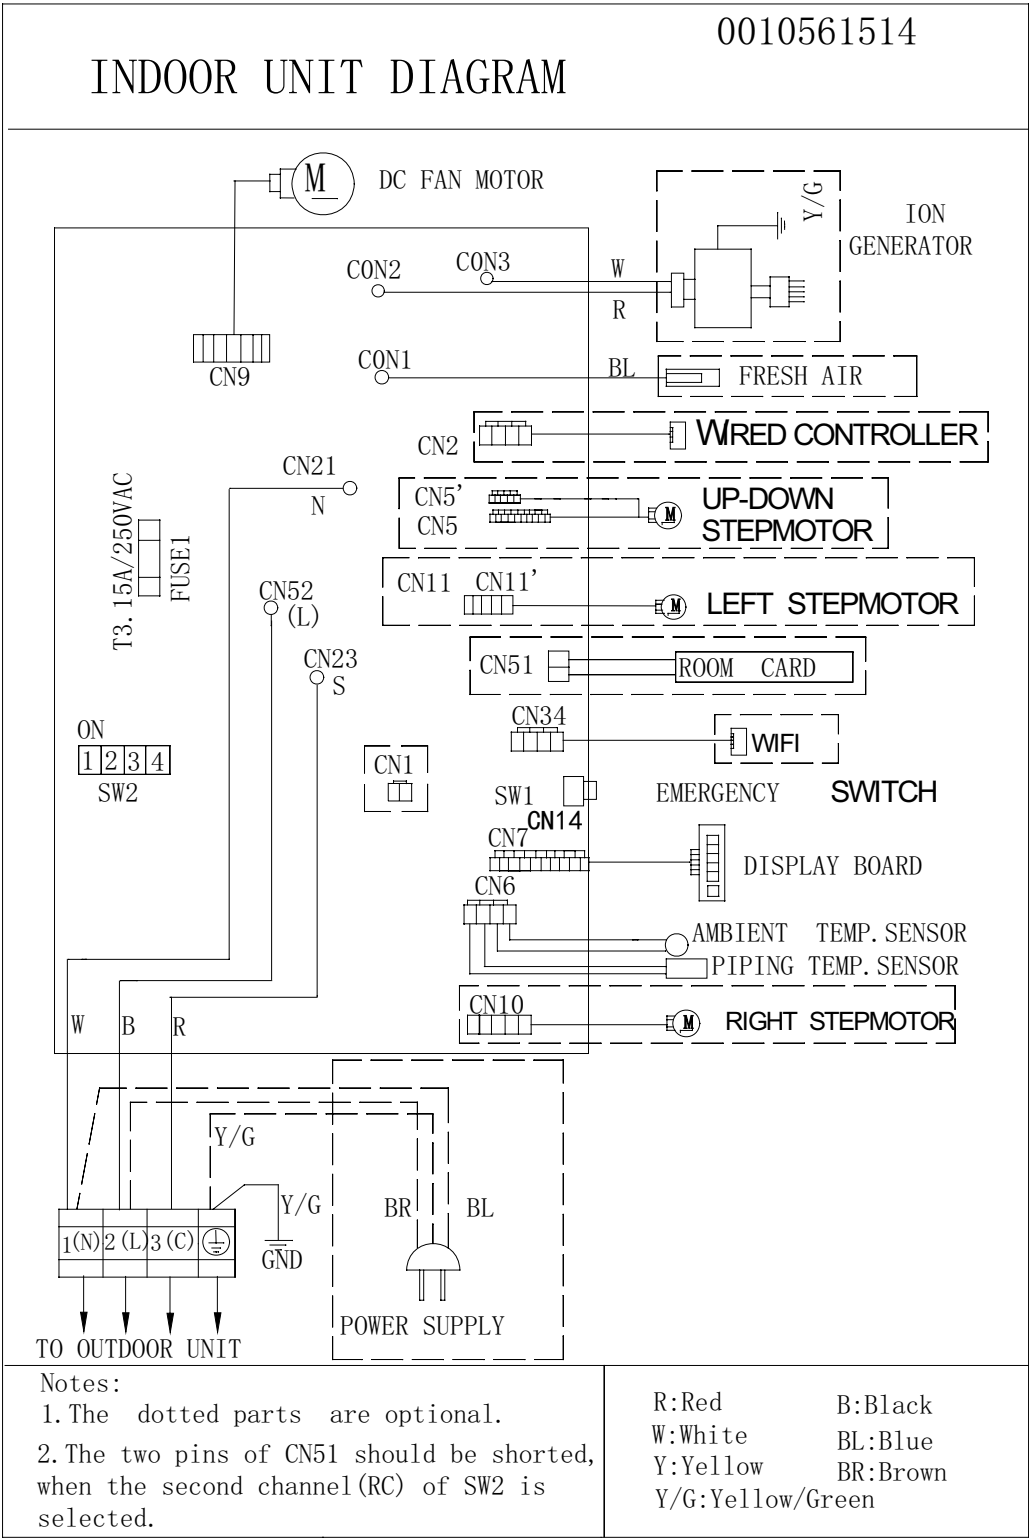 0010561514
INDOOR UNIT DIAGRAM
M
DC FAN MOTOR
Y/G
ION
GENERATOR
CON2
CON3
W
R
CN9
CON1
BL
FRESH AIR
CN2
WIRED CONTROLLER
CN21
N
CN5'
CN5
M
UP-DOWN
STEPMOTOR
T3.15A/250VAC
FUSE1
CN11
CN11'
M
LEFT STEPMOTOR
CN52
(L)
CN23
S
CN51
ROOM CARD
ON
1 2 3 4
SW2
CN1
CN34
WIFI
SW1
EMERGENCY SWITCH
CN14
CN7
DISPLAY BOARD
CN6
AMBIENT TEMP.SENSOR
PIPING TEMP.SENSOR
CN10
M
RIGHT STEPMOTOR
W
B
R
Y/G
Y/G
BR
BL
1(N) 2(L) 3(C)
GND
POWER SUPPLY
TO OUTDOOR UNIT
Notes:
1.The dotted parts are optional.
2.The two pins of CN51 should be shorted,
when the second channel(RC) of SW2 is
selected.
R:Red
B:Black
W:White
BL:Blue
Y:Yellow
BR:Brown
Y/G:Yellow/Green